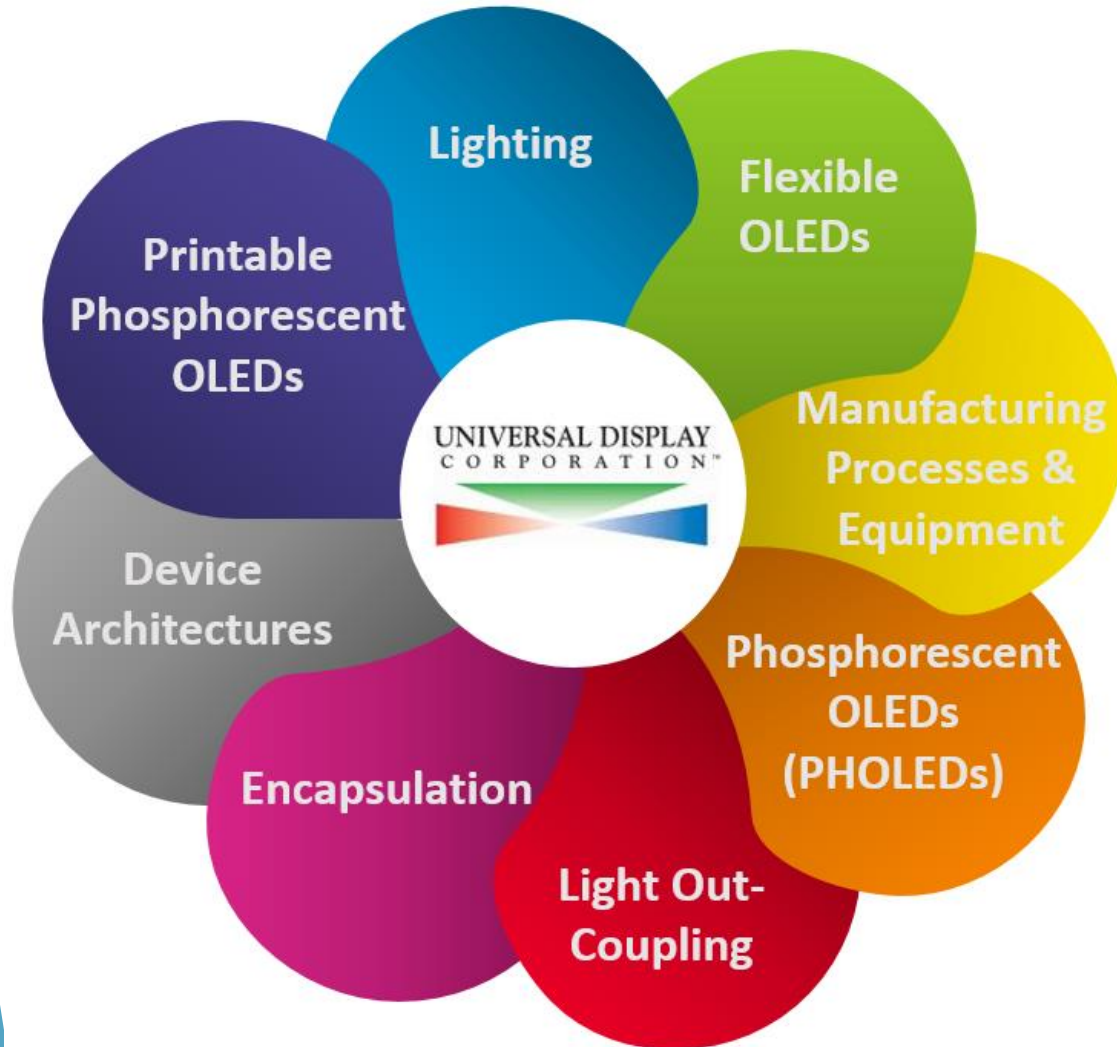 Lighting
Flexible
OLEDs
Manufacturing
Processes &
Equipment
Phosphorescent
OLEDs
(PHOLEDs)
Light Out-
Coupling
Encapsulation
Device
Architectures
Printable
Phosphorescent
OLEDs
UNIVERSAL DISPLAY
CORPORATION™